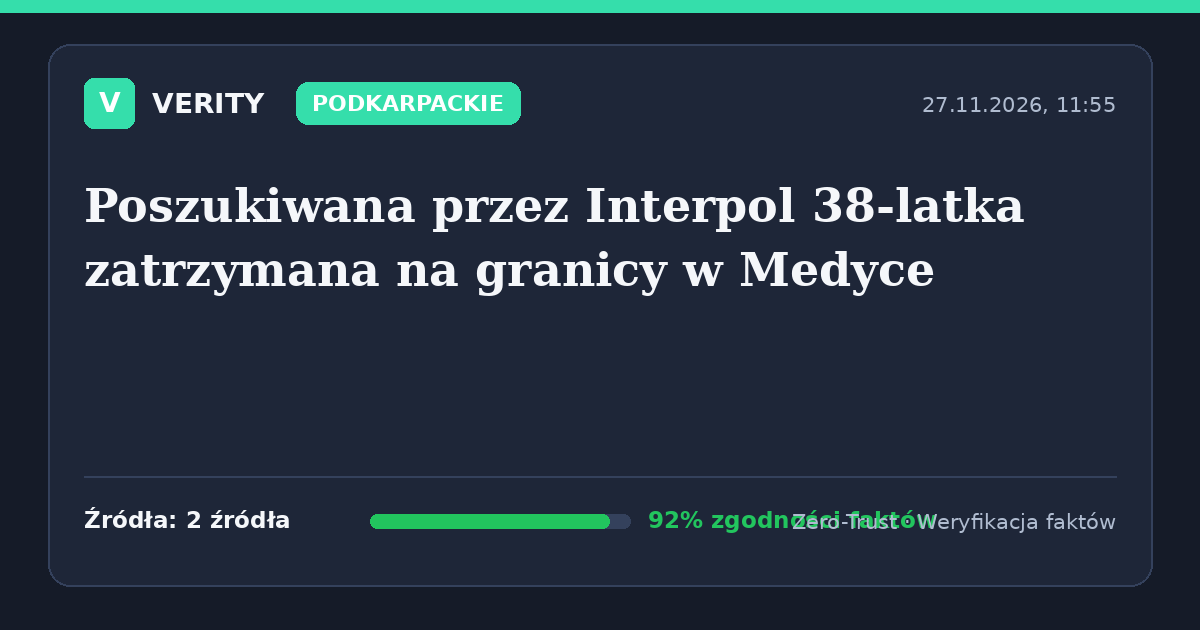 V VERITY PODKARPACKIE 27.11.2026, 11:55
Poszukiwana przez Interpol 38-latka
zatrzymana na granicy w Medyce
Źródła: 2 źródła 92% zgodności faktów Zero-Trust · Weryfikacja faktów